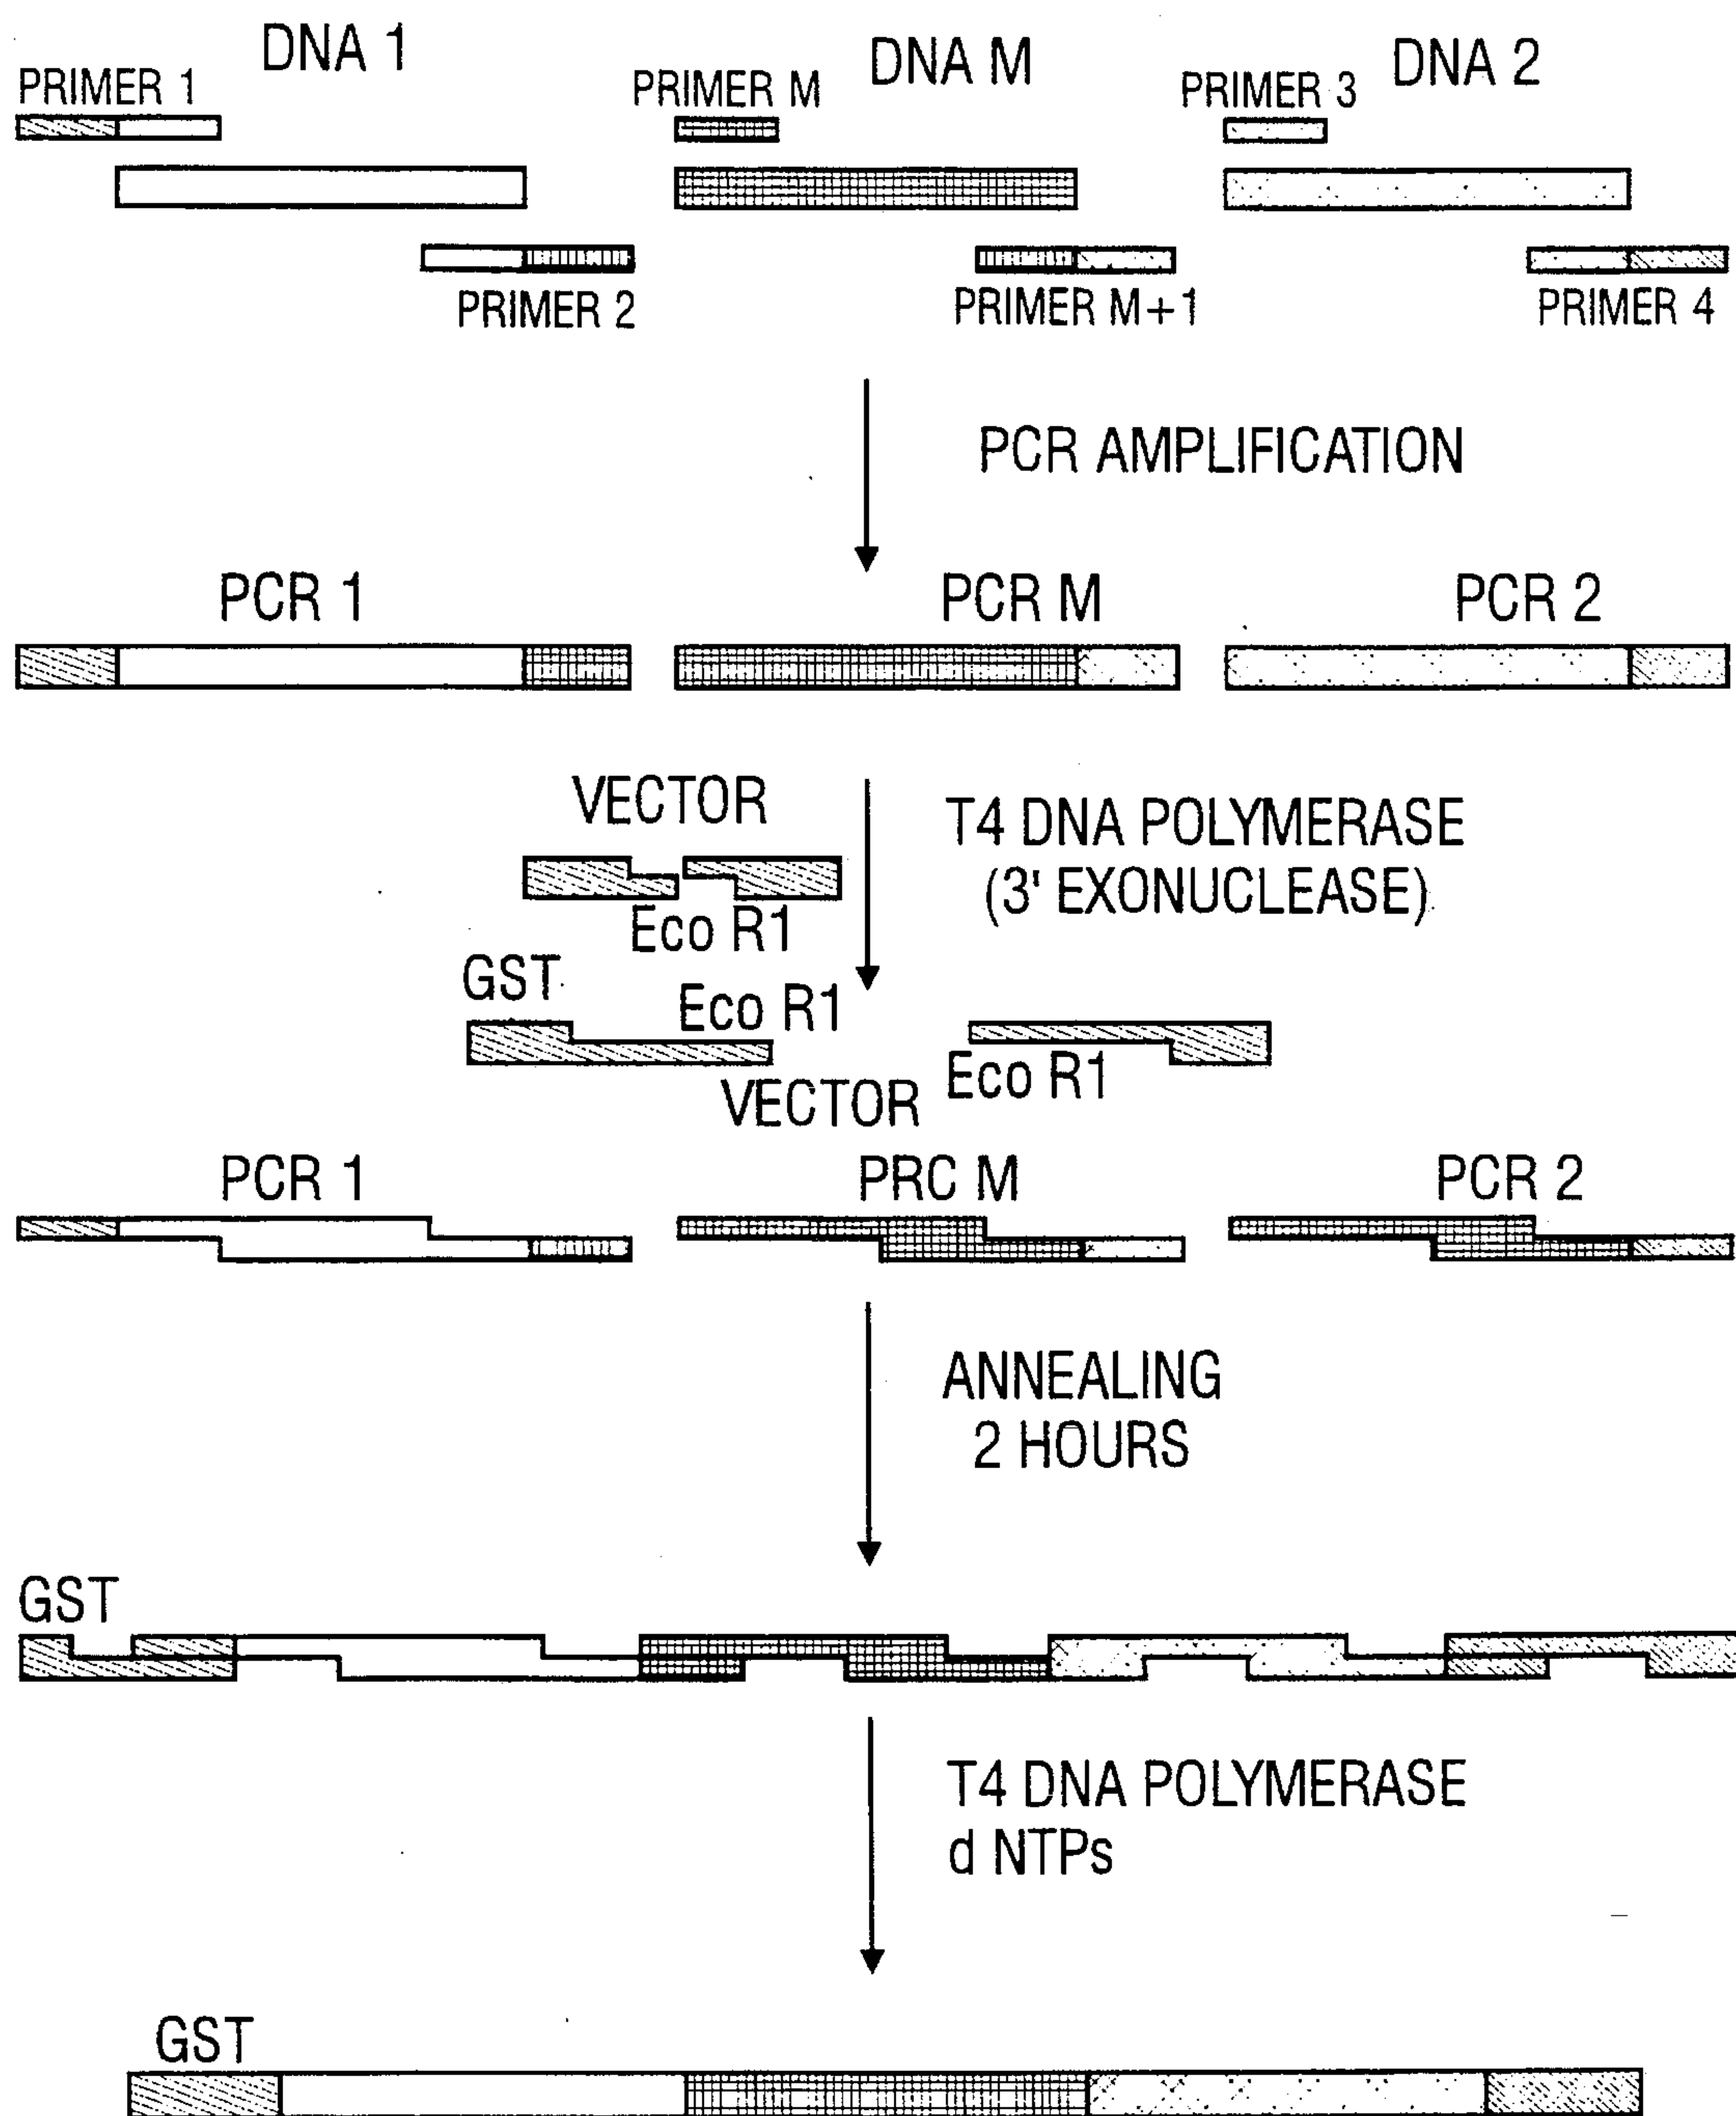 DNA 1
DNA M
DNA 2
PRIMER 1
PRIMER M
PRIMER 3
PRIMER 2
PRIMER M+1
PRIMER 4
PCR AMPLIFICATION
PCR 1
PCR M
PCR 2
VECTOR
T4 DNA POLYMERASE
(3' EXONUCLEASE)
Eco R1
GST
Eco R1
Eco R1
VECTOR
PCR 1
PRC M
PCR 2
ANNEALING
2 HOURS
GST
T4 DNA POLYMERASE
d NTPs
GST